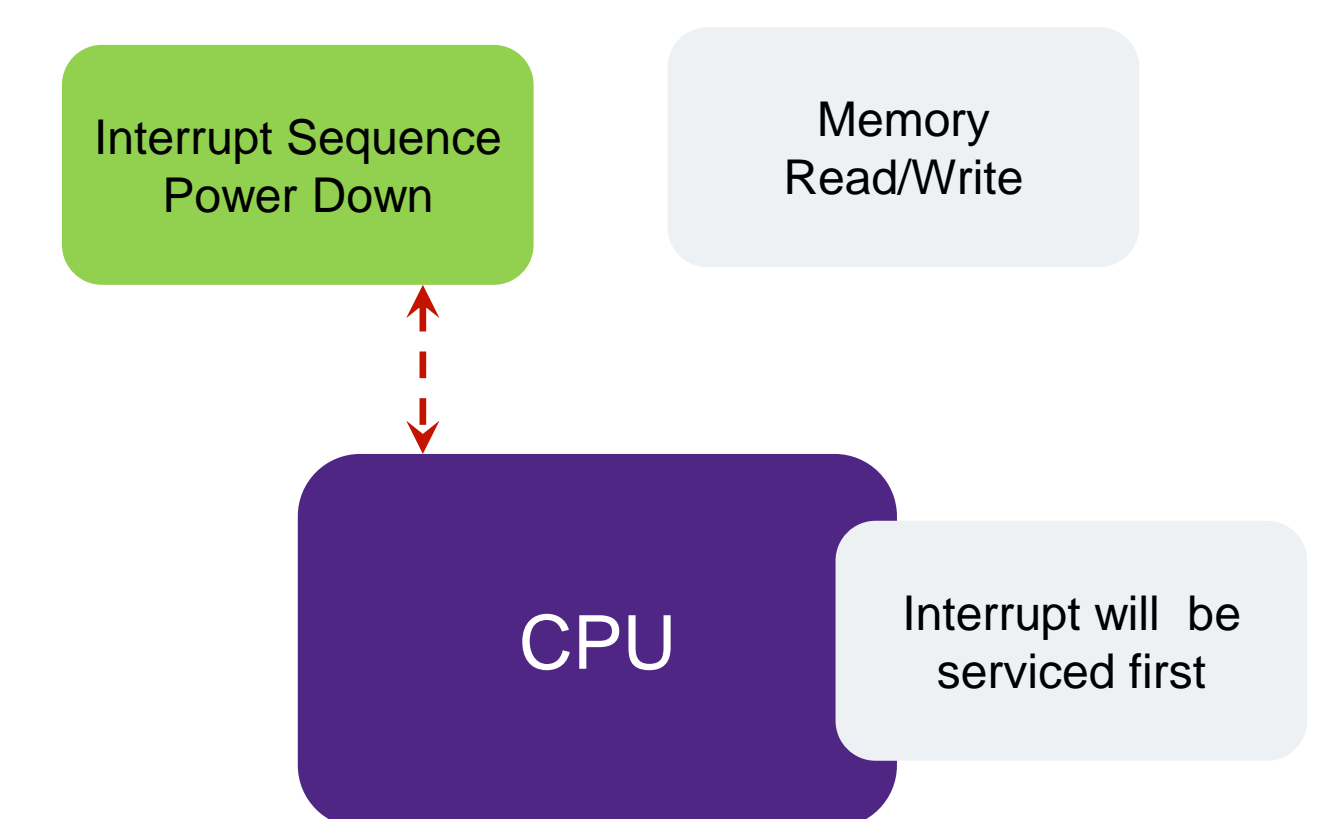 Interrupt Sequence
Power Down
Memory
Read/Write
CPU
Interrupt will  be
serviced first